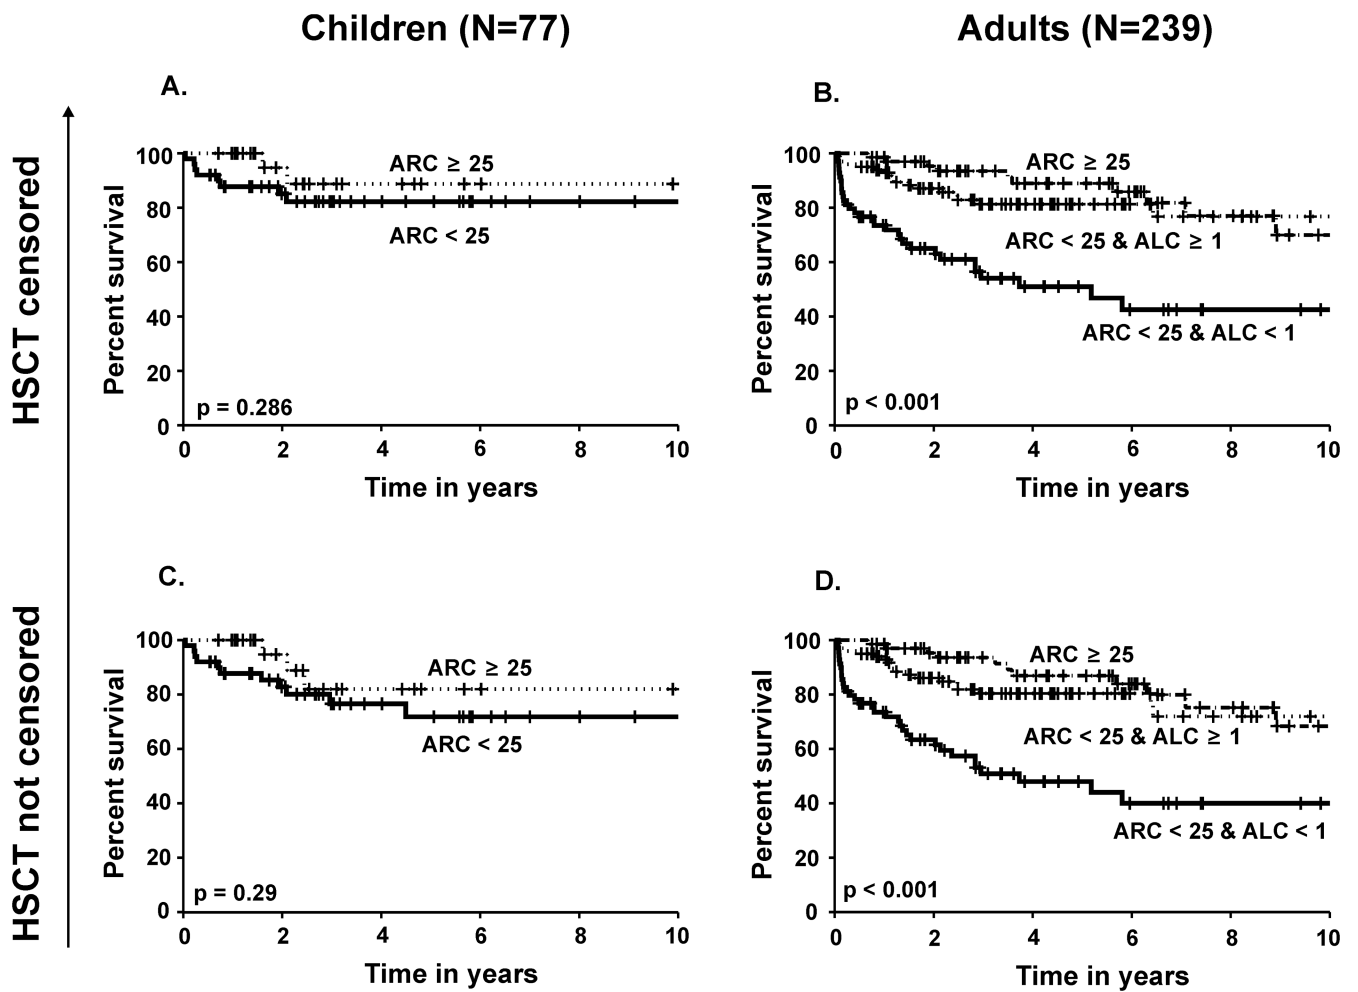 Children (N=77)
Adults (N=239)
HSCT censored
HSCT not censored
A.
100
80
60
40
20
0
Percent survival
ARC ≥ 25
ARC < 25
p = 0.286
0 2 4 6 8 10
Time in years
B.
100
80
60
40
20
0
Percent survival
ARC ≥ 25
ARC < 25 & ALC ≥ 1
ARC < 25 & ALC < 1
p < 0.001
0 2 4 6 8 10
Time in years
C.
100
80
60
40
20
0
Percent survival
ARC ≥ 25
ARC < 25
p = 0.29
0 2 4 6 8 10
Time in years
D.
100
80
60
40
20
0
Percent survival
ARC ≥ 25
ARC < 25 & ALC ≥ 1
ARC < 25 & ALC < 1
p < 0.001
0 2 4 6 8 10
Time in years